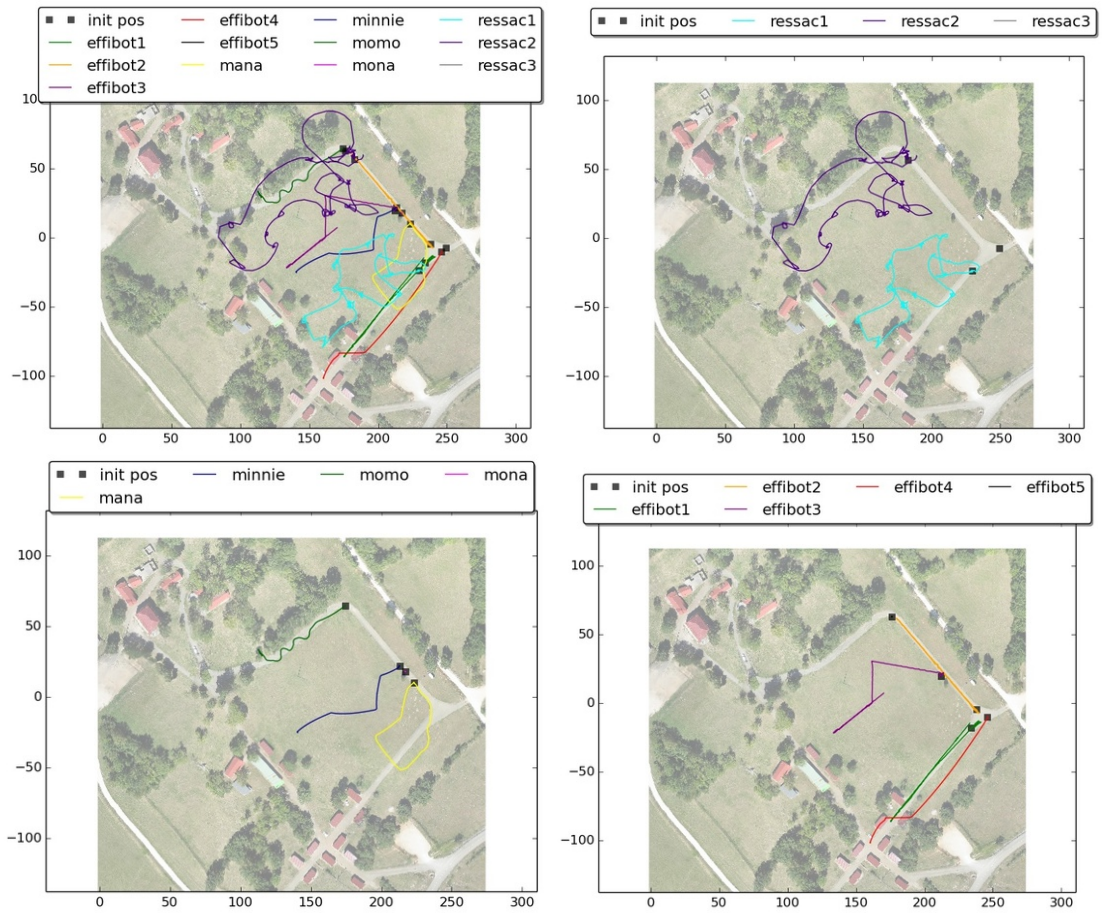 init pos effibot4 minnie ressac1
effibot1 effibot5 momo ressac2
effibot2 mana mona ressac3
effibot3
10
50
0
−50
−100
0 50 100 150 200 250 300
init pos ressac1 ressac2 ressac3
100
50
0
−50
−100
0 50 100 150 200 250 300
init pos minnie momo mona
mana
100
50
0
−50
−100
0 50 100 150 200 250 300
init pos effibot2 effibot4 effibot5
effibot1 effibot3
100
50
0
−50
−100
0 50 100 150 200 250 300